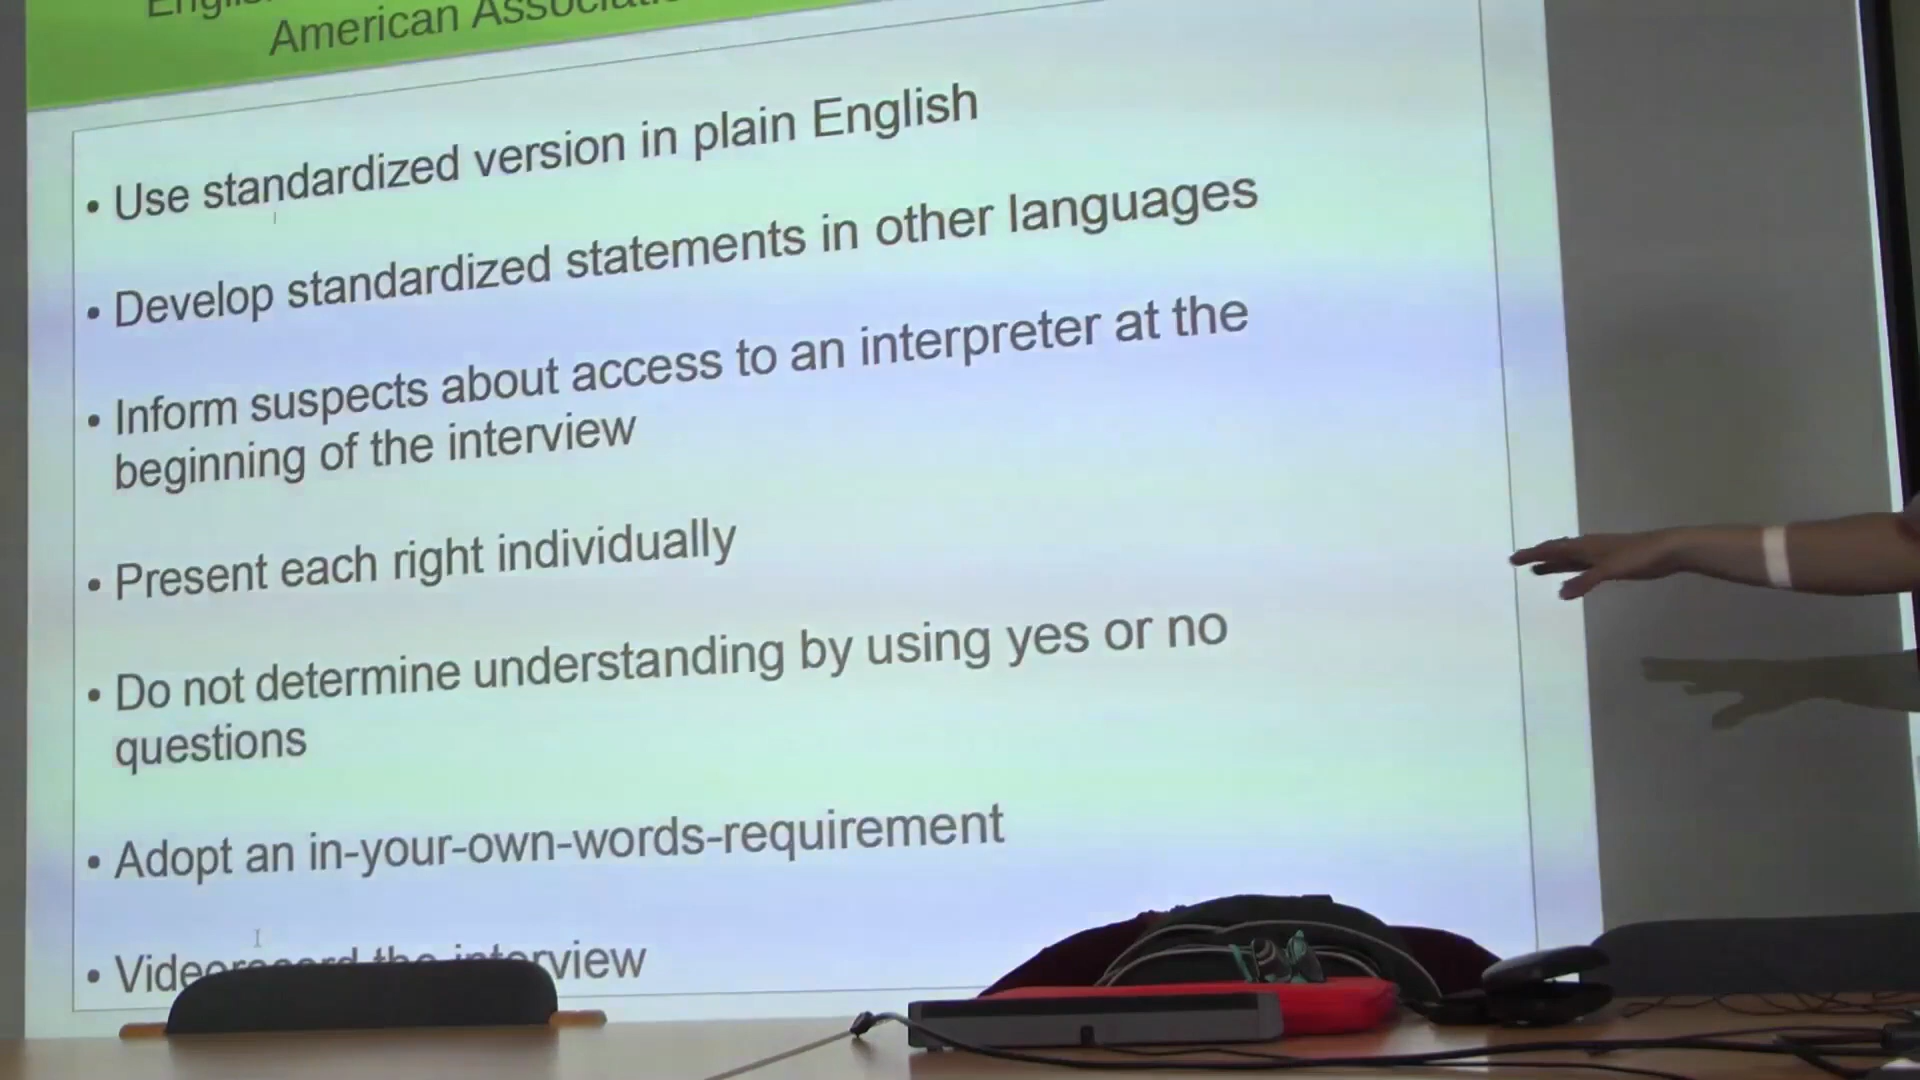 American
• Use standardized version in plain English
• Develop standardized statements in other languages
• Inform suspects about access to an interpreter at the
beginning of the interview
• Present each right individually
• Do not determine understanding by using yes or no
questions
• Adopt an in-your-own-words-requirement
• Videorecord the interview